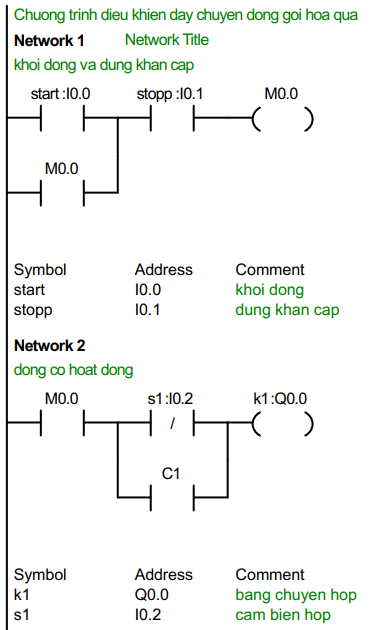 Chuong trinh dieu khien day chuyen dong goi hoa quả
Network 1 Network Title
khoi dong va dung khan cap
start :I0.0 stopp :I0.1 M0.0
M0.0
Symbol Address Comment
start I0.0 khoi dong
stopp I0.1 dung khan cap
Network 2
dong co hoat dong
M0.0 s1:I0.2 k1:Q0.0
/
C1
Symbol Address Comment
k1 Q0.0 bang chuyen hop
s1 I0.2 cam bien hop